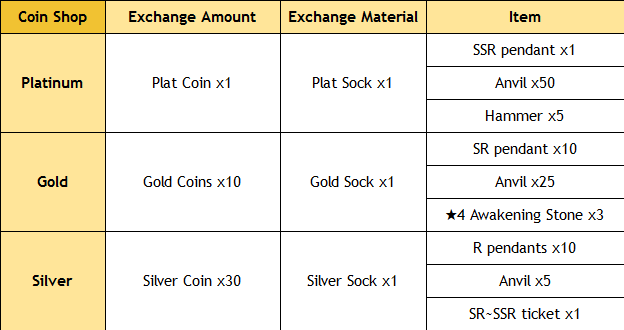 Coin Shop Exchange Amount Exchange Material Item
SSR pendant x1
Platinum Plat Coin x1 Plat Sock x1 Anvil x50
Hammer x5
SR pendant x10
Gold Gold Coins x10 Gold Sock x1 Anvil x25
★4 Awakening Stone x3
R pendants x10
Silver Silver Coin x30 Silver Sock x1 Anvil x5
SR~SSR ticket x1